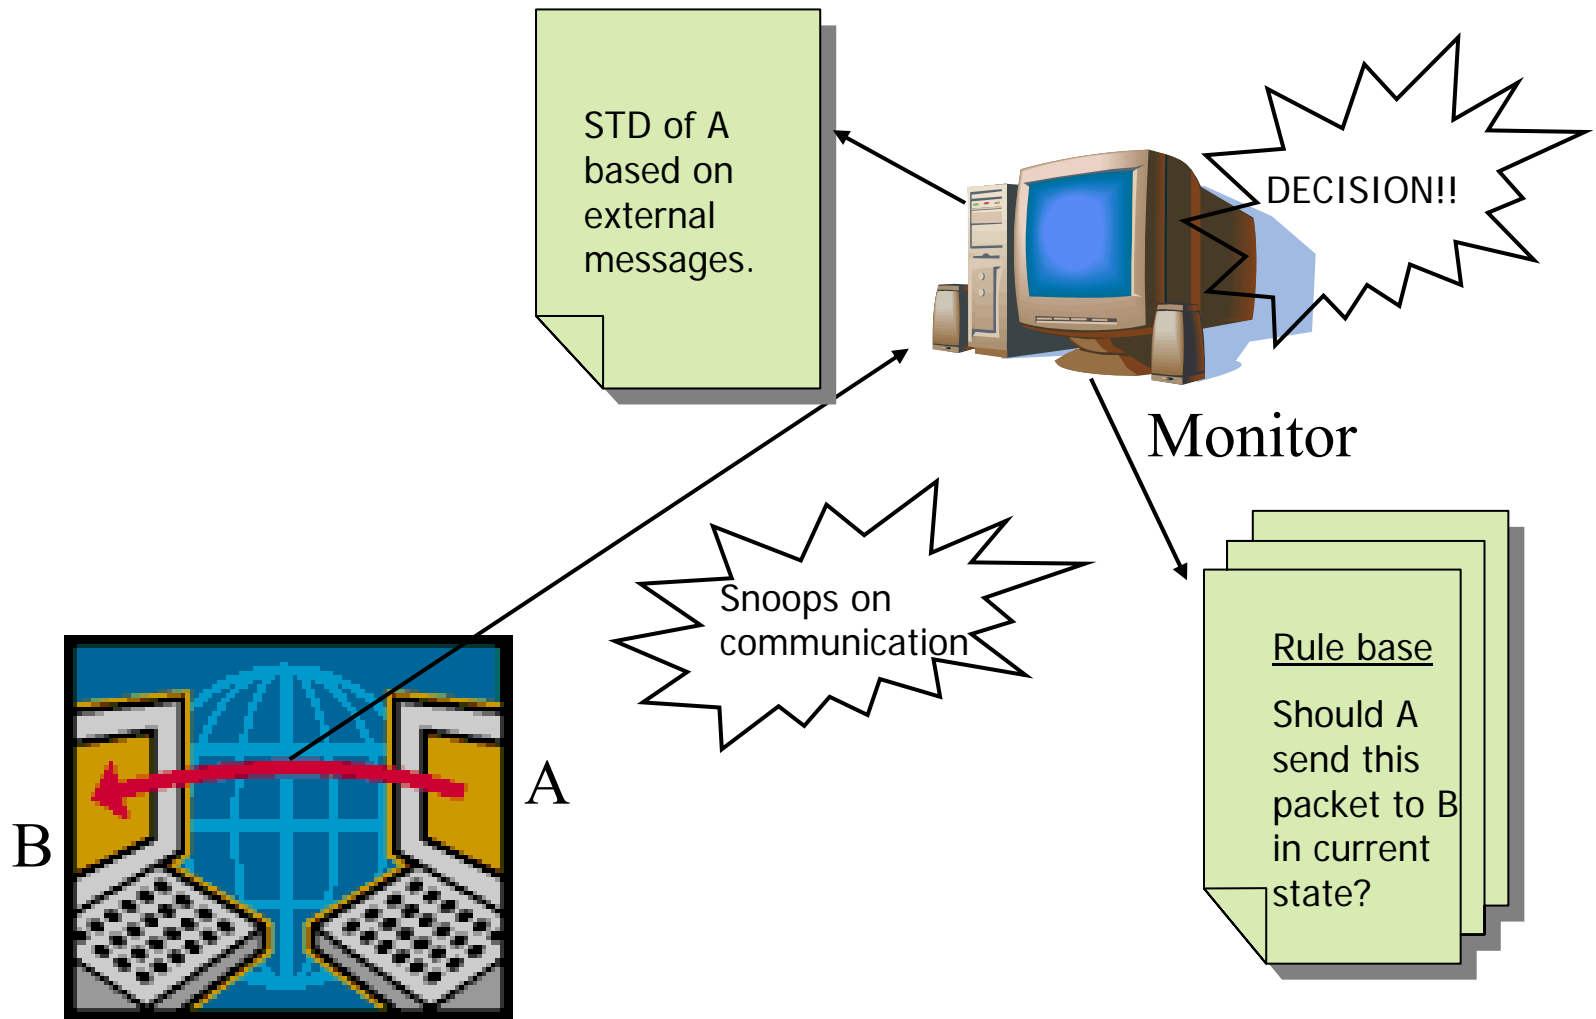 STD of A
based on
external
messages.
DECISION!!
Monitor
Snoops on
communication
Rule base
Should A
send this
packet to B
in current
state?
A
B